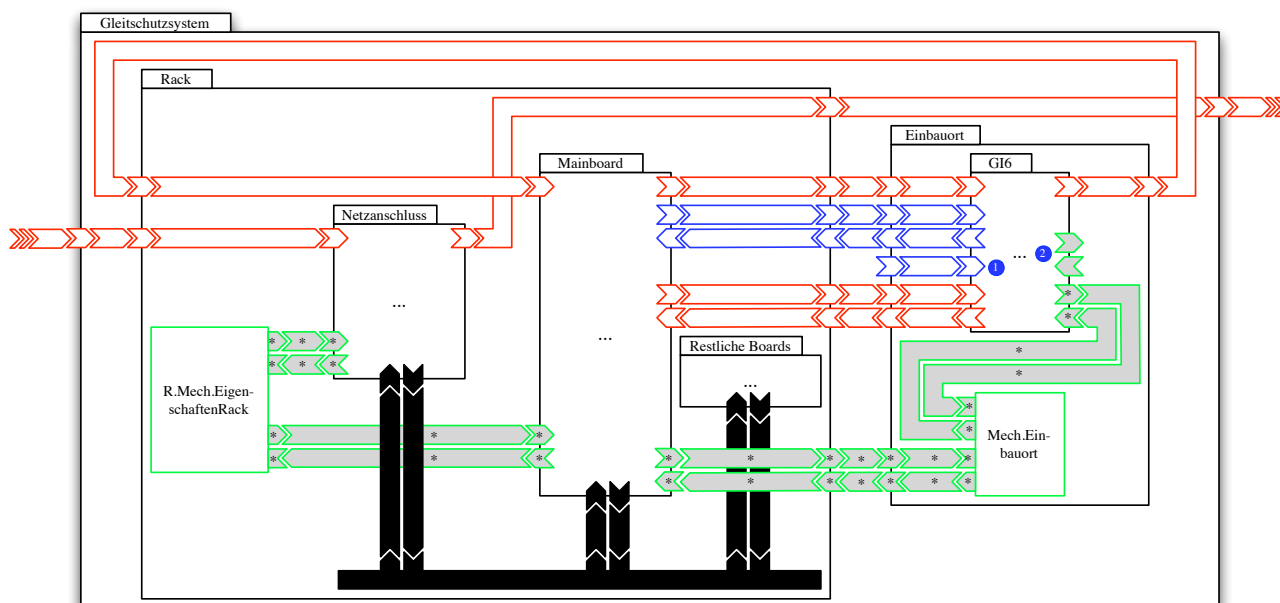 Gleitschutzsystem
Rack
Einbauort
Mainboard
GI6
Netzanschluss
... 2
1
...
...
Restliche Boards
* * *
* * *
R.Mech.Eigen-
schaftenRack
...
*
*
*
*
*
*
Mech.Ein-
bauort
* * *
* * *
* * * * * *
* * * * * *